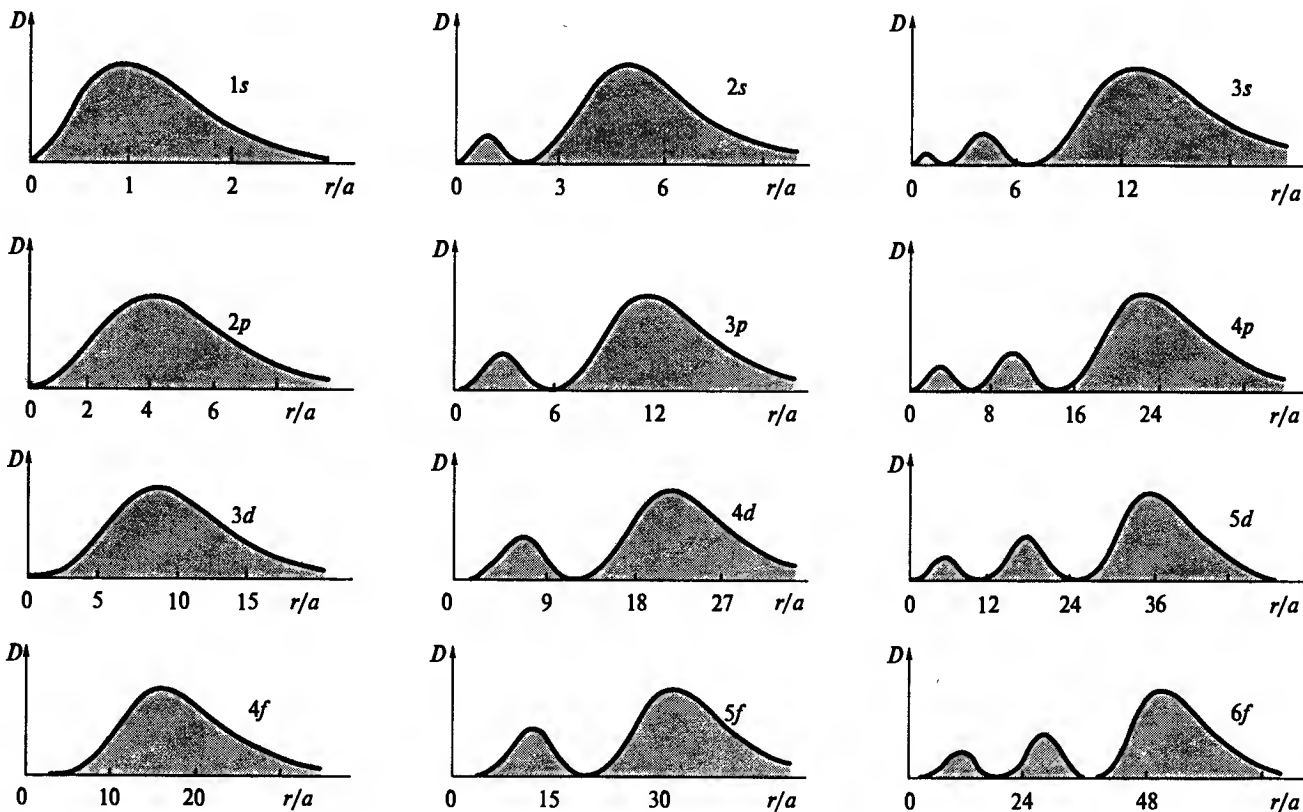 D 1s
0 1 2 r/a
D 2s
0 3 6 r/a
D 3s
0 6 12 r/a
D 2p
0 2 4 6 r/a
D 3p
0 6 12 r/a
D 4p
0 8 16 24 r/a
D 3d
0 5 10 15 r/a
D 4d
0 9 18 27 r/a
D 5d
0 12 24 36 r/a
D 4f
0 10 20 r/a
D 5f
0 15 30 r/a
D 6f
0 24 48 r/a